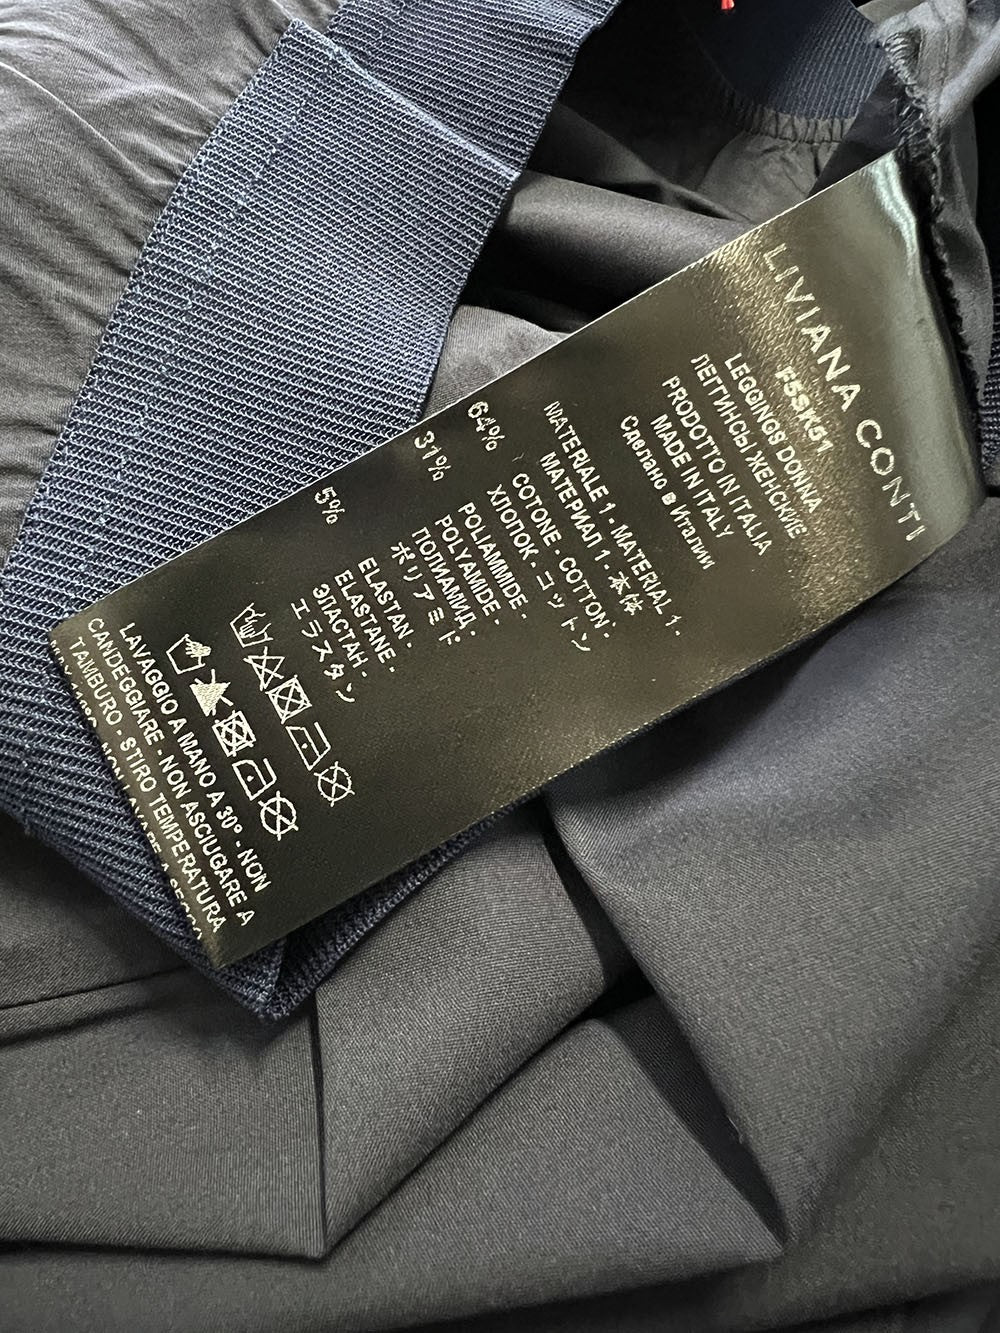 LIVIANA CONTI
F5SK51
LEGGINGS DONNA
ЛЕГГИНСЫ ЖЕНСКИЕ
PRODOTTO IN ITALIA
MADE IN ITALY
Сделано в Италии
MATERIALE 1 - MATERIAL 1 -
МАТЕРИАЛ 1 - 本体
64% COTONE - COTTON -
ХЛОПОК - コットン
31% POLIAMMIDE -
POLYAMIDE -
ПОЛИАМИД -
ポリアミド
5% ELASTAN -
ELASTANE -
ЭЛАСТАН -
エラスタン
LAVAGGIO A MANO A 30° - NON
CANDEGGIARE - NON ASCIUGARE A
TAMBURO - STIRO TEMPERATURA